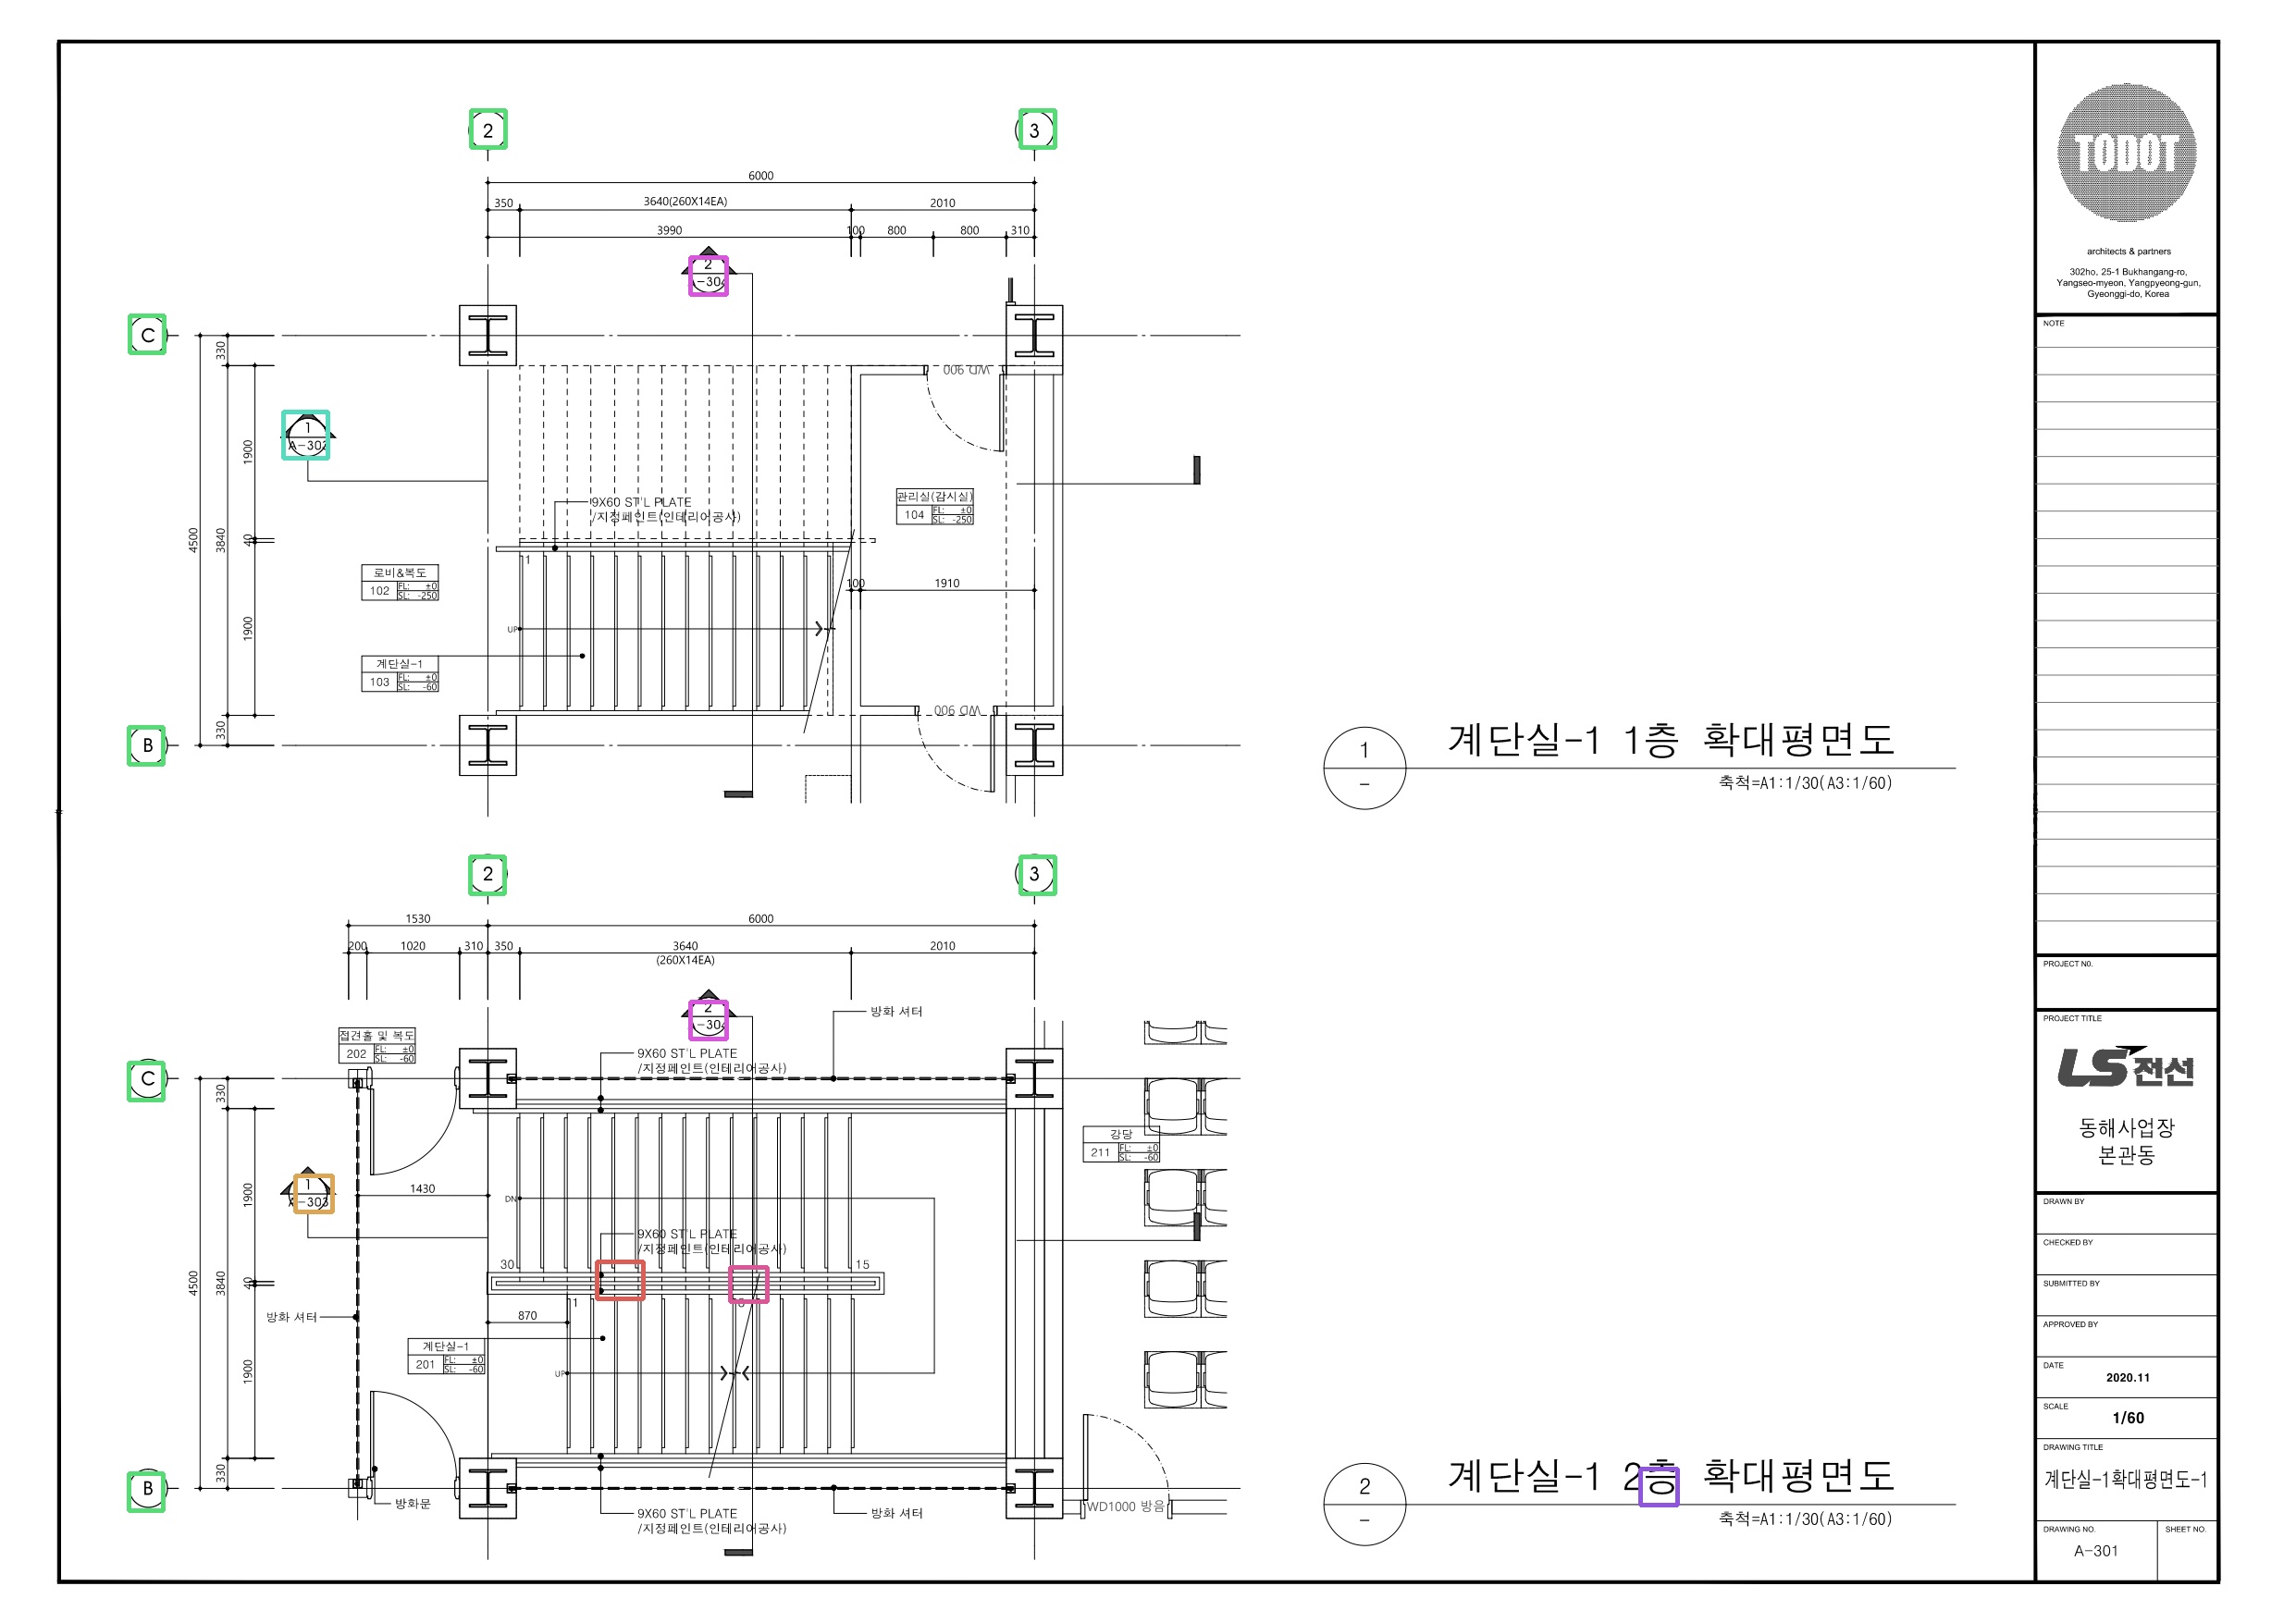 2
3
6000
350
3640(260X14EA)
2010
3990
100
800
800
310
2
-304
C
330
WD 900
1
A-302
1900
9X60 ST'L PLATE
/지정페인트(인테리어공사)
관리실(감시실)
104 FL: ±0
SL: -250
4500
3840
40
1
로비&복도
102 FL: ±0
SL: -250
100
1910
1900
UP
계단실-1
103 FL: ±0
SL: -60
330
WD 900
B
1
-
계단실-1 1층 확대평면도
축척=A1:1/30(A3:1/60)
2
3
1530
6000
200
1020
310
350
3640
(260X14EA)
2010
2
-304
방화 셔터
접견홀 및 복도
202 FL: ±0
SL: -60
9X60 ST'L PLATE
/지정페인트(인테리어공사)
C
330
강당
211 FL: ±0
SL: -60
1
A-303
1430
1900
DN
9X60 ST'L PLATE
/지정페인트(인테리어공사)
30
15
4500
3840
40
1
870
방화 셔터
계단실-1
201 FL: ±0
SL: -60
1900
UP
330
B
방화문
9X60 ST'L PLATE
/지정페인트(인테리어공사)
방화 셔터
WD1000 방음
2
-
계단실-1 2층 확대평면도
축척=A1:1/30(A3:1/60)
TODOT
architects & partners
302ho, 25-1 Bukhangang-ro,
Yangseo-myeon, Yangpyeong-gun,
Gyeonggi-do, Korea
NOTE
PROJECT NO.
PROJECT TITLE
LS전선
동해사업장
본관동
DRAWN BY
CHECKED BY
SUBMITTED BY
APPROVED BY
DATE
2020.11
SCALE
1/60
DRAWING TITLE
계단실-1확대평면도-1
DRAWING NO.
SHEET NO.
A-301